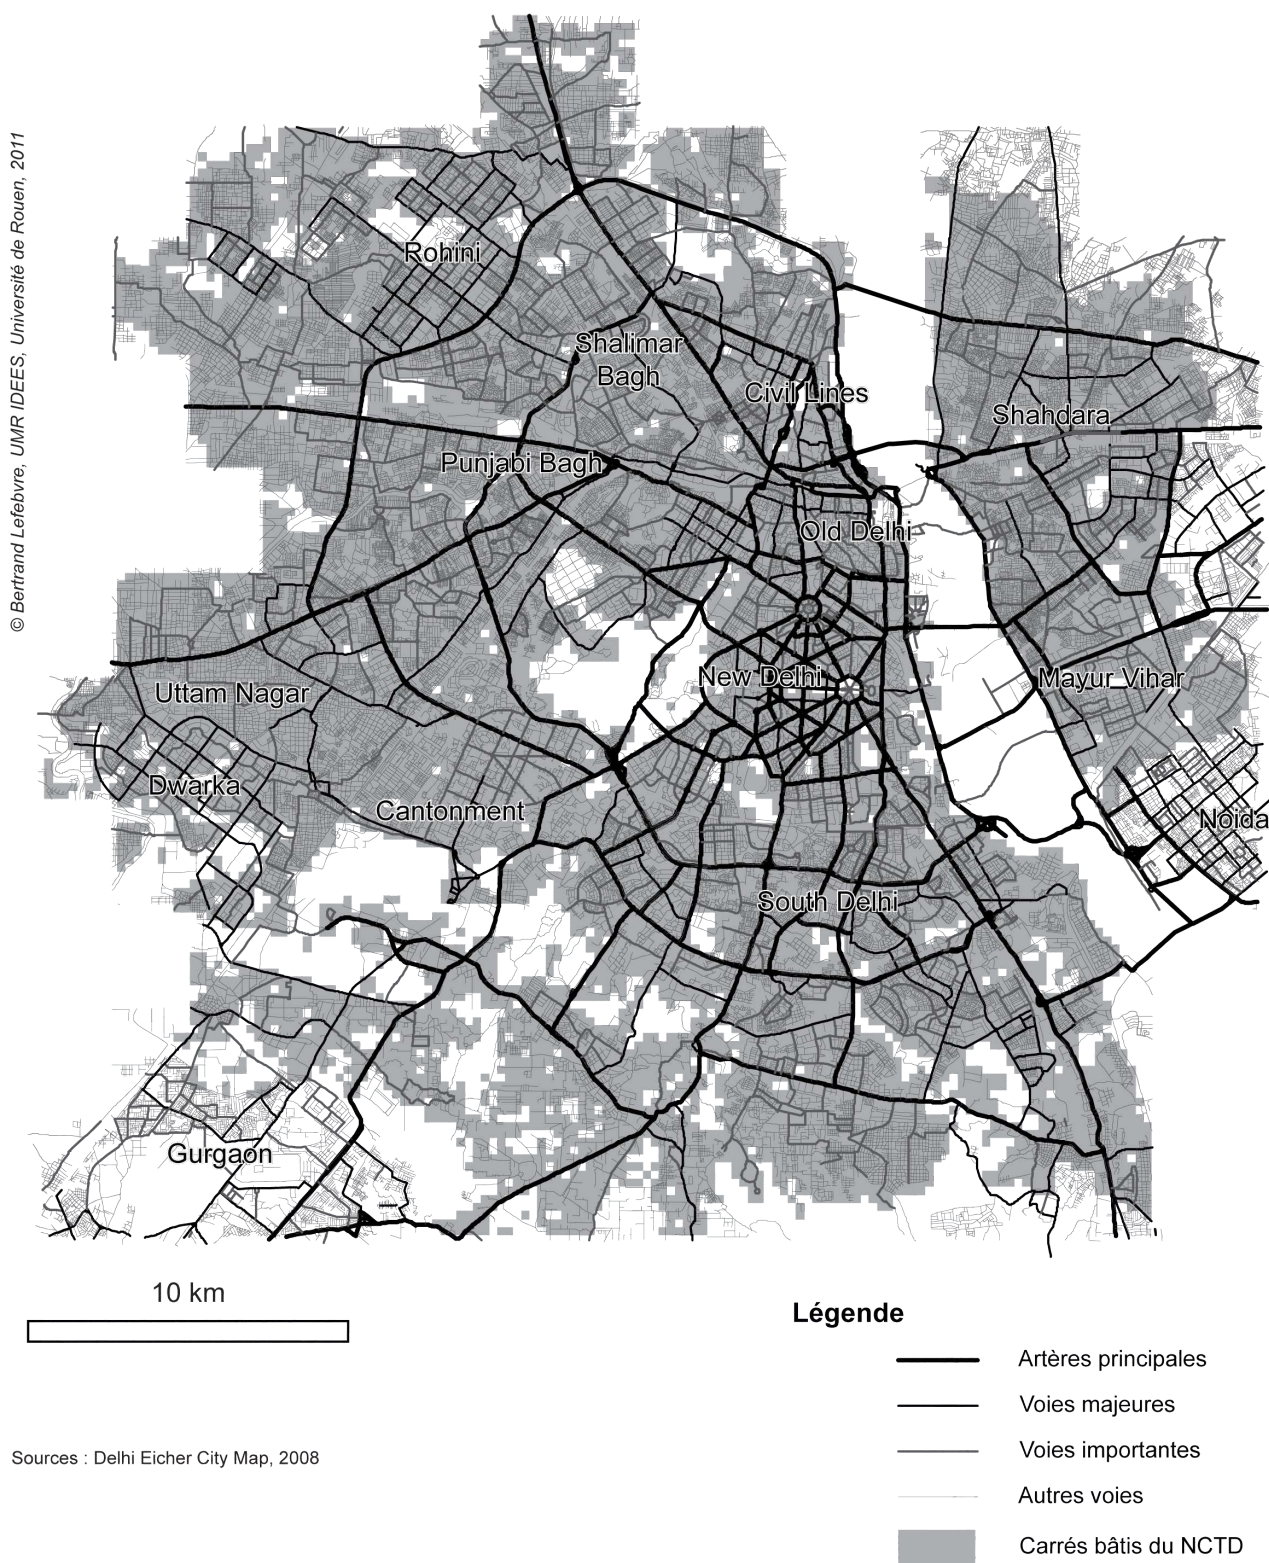 © Bertrand Lefebvre, UMR IDEES, Université de Rouen, 2011
Rohini
Shalimar
Bagh
Civil Lines
Shahdara
Punjabi Bagh
Old Delhi
New Delhi
Mayur Vihar
Uttam Nagar
Dwarka
Cantonment
Noida
South Delhi
Gurgaon
10 km
Légende
Artères principales
Voies majeures
Voies importantes
Autres voies
Carrés bâtis du NCTD
Sources : Delhi Eicher City Map, 2008